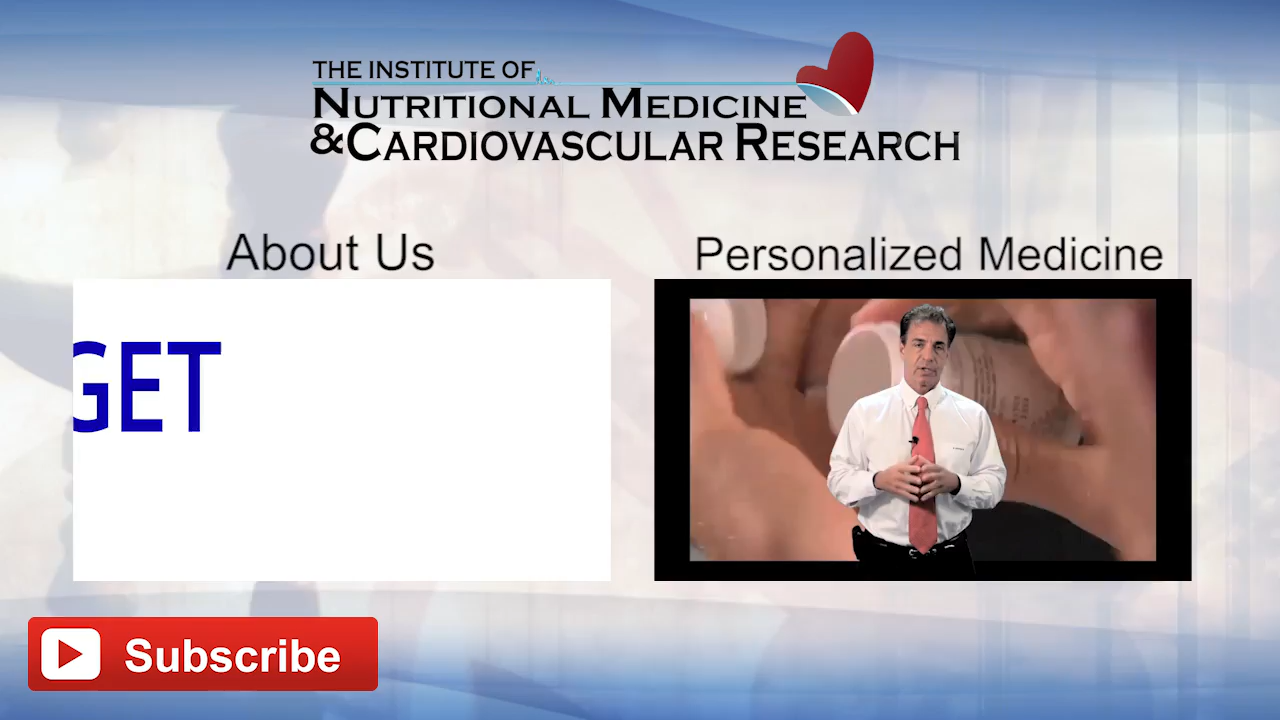 THE INSTITUTE OF
NUTRITIONAL MEDICINE
&CARDIOVASCULAR RESEARCH
About Us
Personalized Medicine
GET
Subscribe